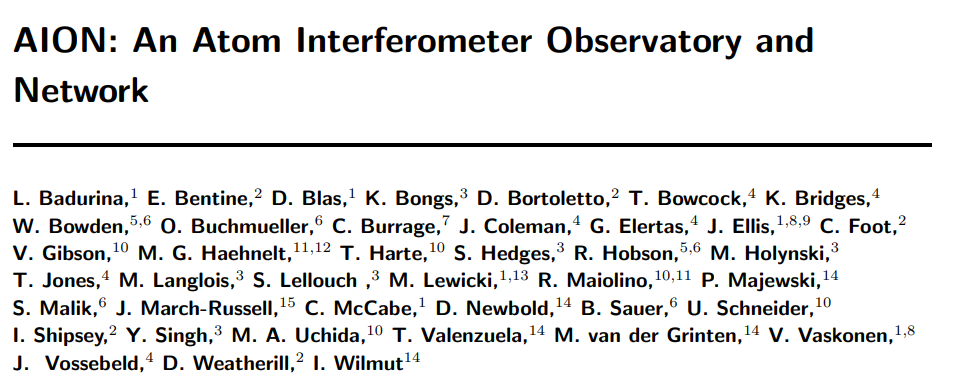 AION: An Atom Interferometer Observatory and
Network
L. Badurina,¹ E. Bentine,² D. Blas,¹ K. Bongs,³ D. Bortoletto,² T. Bowcock,⁴ K. Bridges,⁴
W. Bowden,⁵,⁶ O. Buchmueller,⁶ C. Burrage,⁷ J. Coleman,⁴ G. Elertas,⁴ J. Ellis,¹,⁸,⁹ C. Foot,²
V. Gibson,¹⁰ M. G. Haehnelt,¹¹,¹² T. Harte,¹⁰ S. Hedges,³ R. Hobson,⁵,⁶ M. Holynski,³
T. Jones,⁴ M. Langlois,³ S. Lellouch ,³ M. Lewicki,¹,¹³ R. Maiolino,¹⁰,¹¹ P. Majewski,¹⁴
S. Malik,⁶ J. March-Russell,¹⁵ C. McCabe,¹ D. Newbold,¹⁴ B. Sauer,⁶ U. Schneider,¹⁰
I. Shipsey,² Y. Singh,³ M. A. Uchida,¹⁰ T. Valenzuela,¹⁴ M. van der Grinten,¹⁴ V. Vaskonen,¹,⁸
J. Vossebeld,⁴ D. Weatherill,² I. Wilmut¹⁴